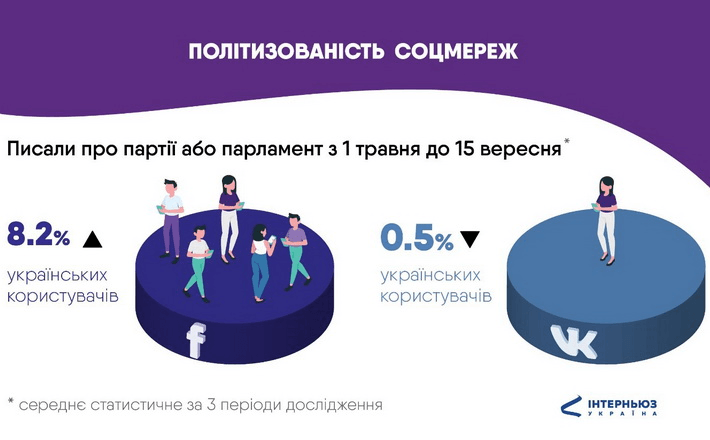 ПОЛІТИЗОВАНІСТЬ СОЦМЕРЕЖ
Писали про партії або парламент з 1 травня до 15 вересня*
8.2% ▲
українських
користувачів
f
0.5% ▼
українських
користувачів
VK
* середнє статистичне за 3 періоди дослідження
ІНТЕРНЬЮЗ
УКРАЇНА